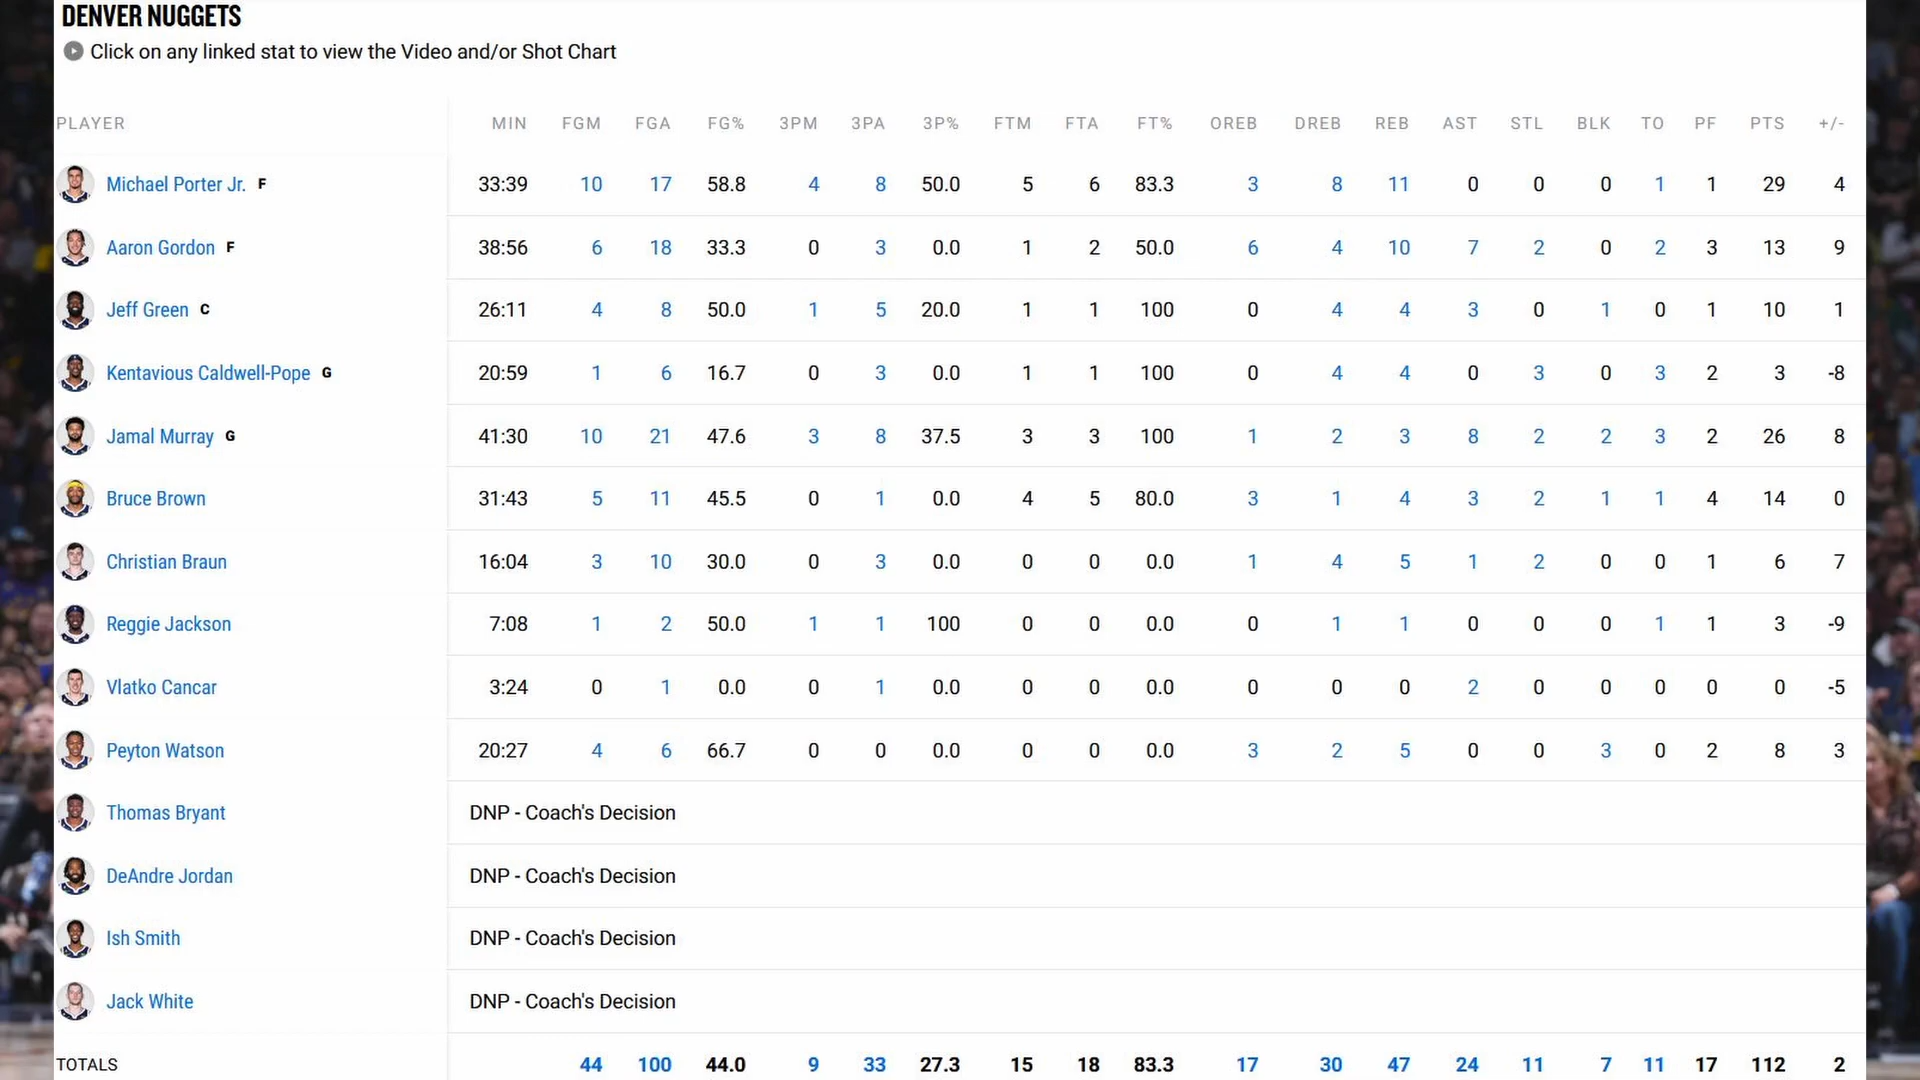 DENVER NUGGETS
Click on any linked stat to view the Video and/or Shot Chart
PLAYER MIN FGM FGA FG% 3PM 3PA 3P% FTM FTA FT% OREB DREB REB AST STL BLK TO PF PTS +/-
Michael Porter Jr. F 33:39 10 17 58.8 4 8 50.0 5 6 83.3 3 8 11 0 0 0 1 1 29 4
Aaron Gordon F 38:56 6 18 33.3 0 3 0.0 1 2 50.0 6 4 10 7 2 0 2 3 13 9
Jeff Green C 26:11 4 8 50.0 1 5 20.0 1 1 100 0 4 4 3 0 1 0 1 10 1
Kentavious Caldwell-Pope G 20:59 1 6 16.7 0 3 0.0 1 1 100 0 4 4 0 3 0 3 2 3 -8
Jamal Murray G 41:30 10 21 47.6 3 8 37.5 3 3 100 1 2 3 8 2 2 3 2 26 8
Bruce Brown 31:43 5 11 45.5 0 1 0.0 4 5 80.0 3 1 4 3 2 1 1 4 14 0
Christian Braun 16:04 3 10 30.0 0 3 0.0 0 0 0.0 1 4 5 1 2 0 0 1 6 7
Reggie Jackson 7:08 1 2 50.0 1 1 100 0 0 0.0 0 1 1 0 0 0 1 1 3 -9
Vlatko Cancar 3:24 0 1 0.0 0 1 0.0 0 0 0.0 0 0 0 2 0 0 0 0 0 -5
Peyton Watson 20:27 4 6 66.7 0 0 0.0 0 0 0.0 3 2 5 0 0 3 0 2 8 3
Thomas Bryant DNP - Coach's Decision
DeAndre Jordan DNP - Coach's Decision
Ish Smith DNP - Coach's Decision
Jack White DNP - Coach's Decision
TOTALS 44 100 44.0 9 33 27.3 15 18 83.3 17 30 47 24 11 7 11 17 112 2